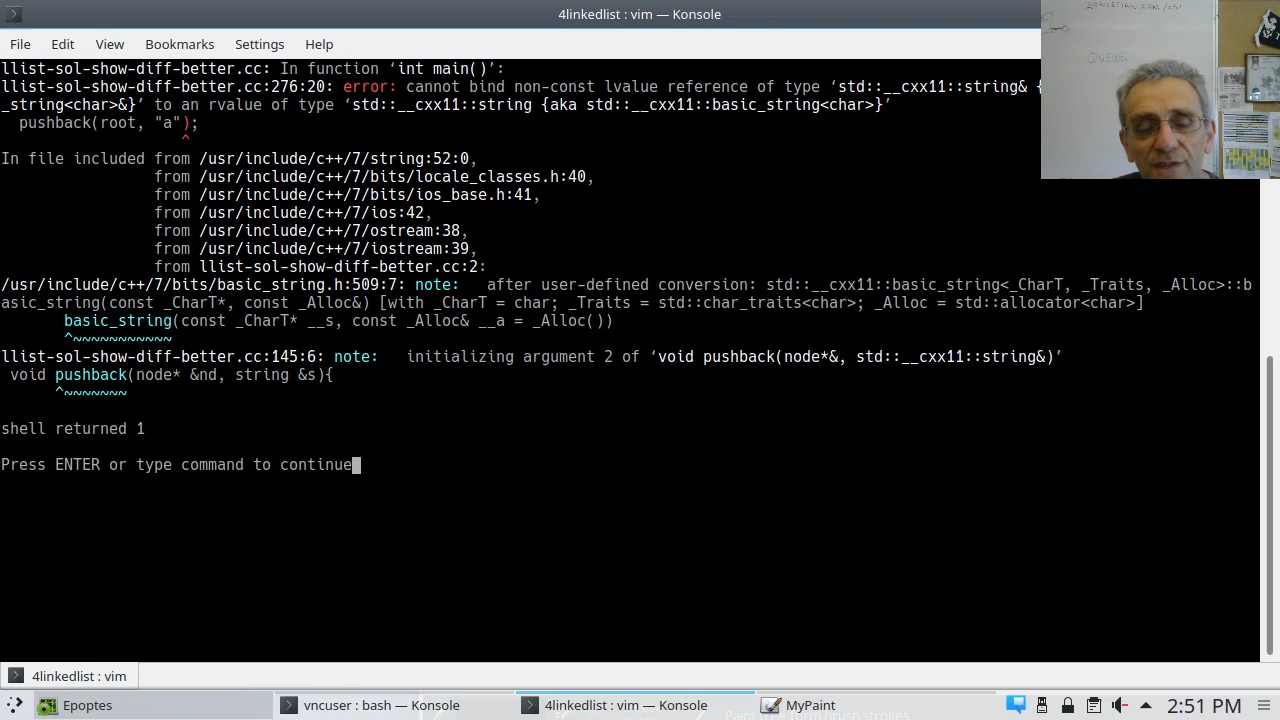 4linkedlist : vim — Konsole
File Edit View Bookmarks Settings Help
llist-sol-show-diff-better.cc: In function ‘int main()’:
llist-sol-show-diff-better.cc:276:20: error: cannot bind non-const lvalue reference of type ‘std::__cxx11::string& {
_string<char>&}’ to an rvalue of type ‘std::__cxx11::string {aka std::__cxx11::basic_string<char>}’
pushback(root, "a");
^
In file included from /usr/include/c++/7/string:52:0,
from /usr/include/c++/7/bits/locale_classes.h:40,
from /usr/include/c++/7/bits/ios_base.h:41,
from /usr/include/c++/7/ios:42,
from /usr/include/c++/7/ostream:38,
from /usr/include/c++/7/iostream:39,
from llist-sol-show-diff-better.cc:2:
/usr/include/c++/7/bits/basic_string.h:509:7: note:   after user-defined conversion: std::__cxx11::basic_string<_CharT, _Traits, _Alloc>::b
asic_string(const _CharT*, const _Alloc&) [with _CharT = char; _Traits = std::char_traits<char>; _Alloc = std::allocator<char>]
basic_string(const _CharT* __s, const _Alloc& __a = _Alloc())
^~~~~~~~~~~~
llist-sol-show-diff-better.cc:145:6: note:   initializing argument 2 of ‘void pushback(node*&, std::__cxx11::string&)’
void pushback(node* &nd, string &s){
^~~~~~~~
shell returned 1
Press ENTER or type command to continue
QUEUE
4linkedlist : vim
Epoptes vncuser : bash — Konsole 4linkedlist : vim — Konsole MyPaint 2:51 PM